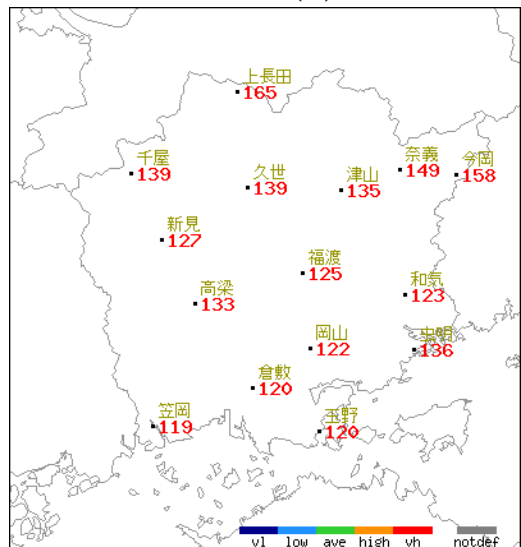 上長田
165
千屋
139
久世
139
津山
135
奈義
149
今岡
158
新見
127
福渡
125
高梁
133
和気
123
岡山
122
虫明
136
倉敷
120
笠岡
119
玉野
120
vl low ave high vh notdef